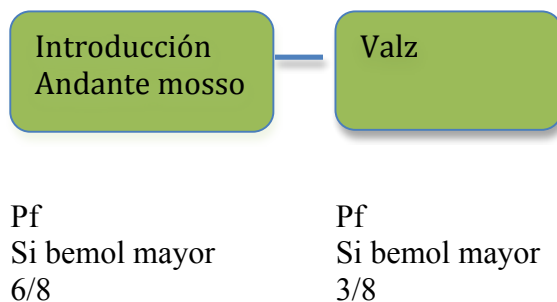 Introducción
Andante mosso
Valz
Pf
Si bemol mayor
6/8
Pf
Si bemol mayor
3/8